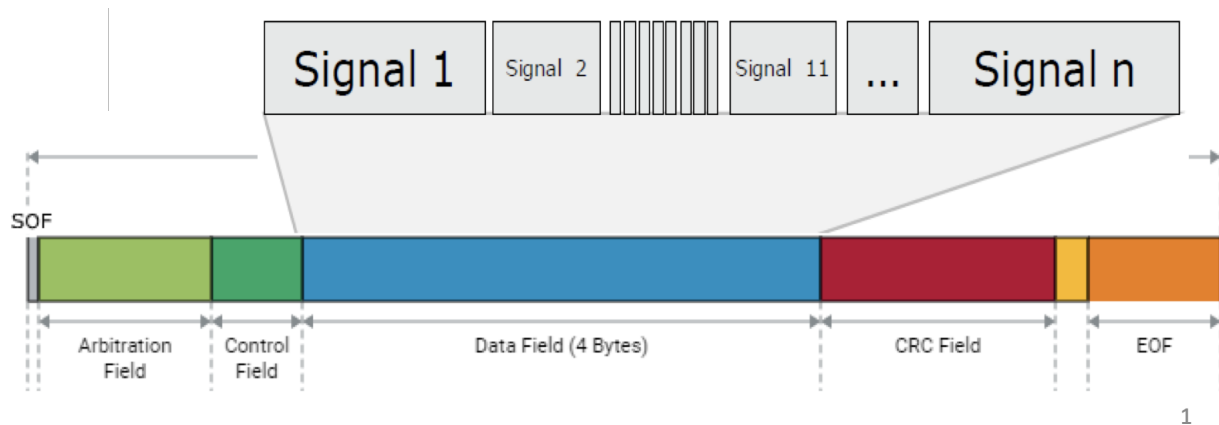 Signal 1
Signal 2
Signal 11
...
Signal n
SOF
Arbitration
Field
Control
Field
Data Field (4 Bytes)
CRC Field
EOF
1